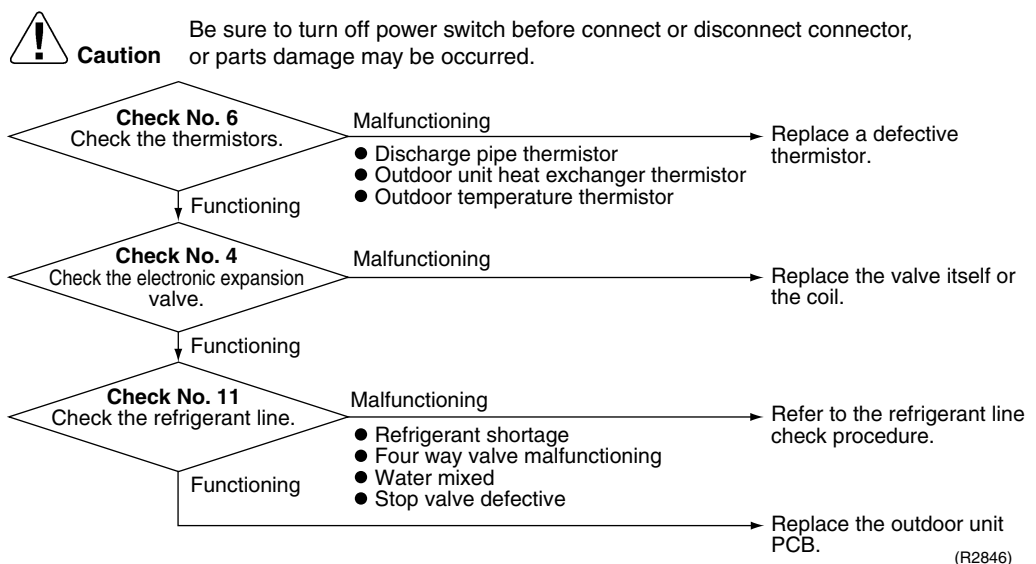 Be sure to turn off power switch before connect or disconnect connector,
Caution or parts damage may be occurred.
Check No. 6
Check the thermistors.
Malfunctioning
● Discharge pipe thermistor
● Outdoor unit heat exchanger thermistor
● Outdoor temperature thermistor
Replace a defective
thermistor.
Functioning
Check No. 4
Check the electronic expansion
valve.
Malfunctioning
Replace the valve itself or
the coil.
Functioning
Check No. 11
Check the refrigerant line.
Malfunctioning
● Refrigerant shortage
● Four way valve malfunctioning
● Water mixed
● Stop valve defective
Refer to the refrigerant line
check procedure.
Functioning
Replace the outdoor unit
PCB.
(R2846)